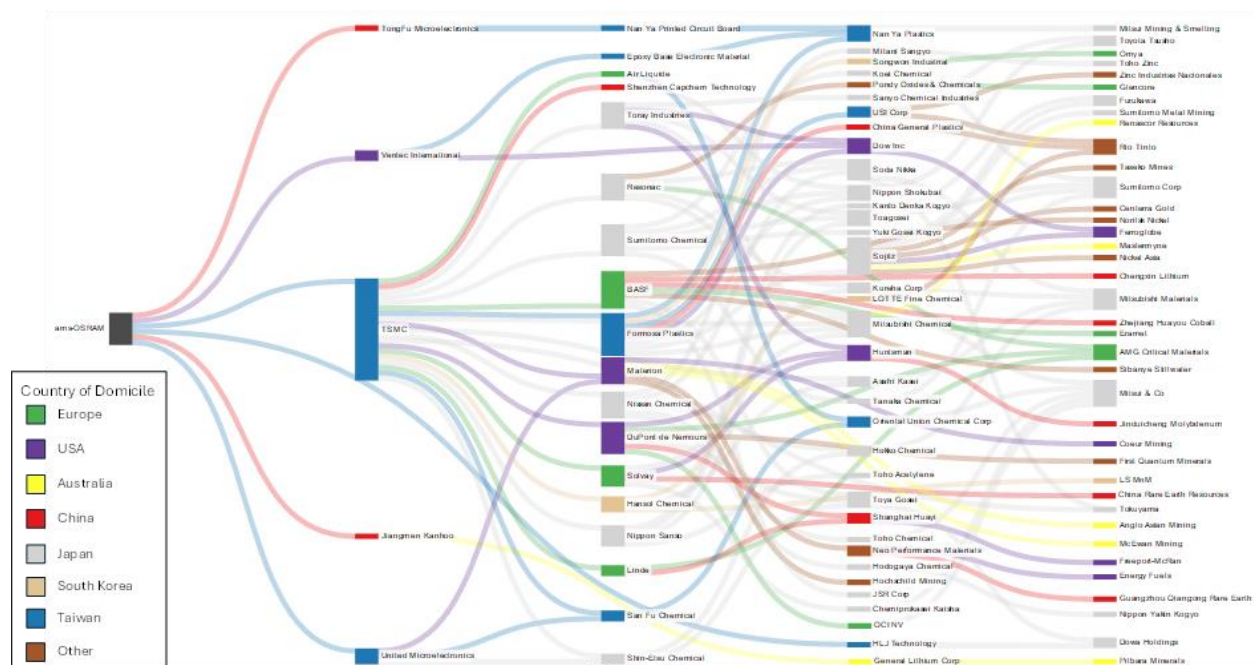 ams-OSRAM
Country of Domicile
Europe
USA
Australia
China
Japan
South Korea
Taiwan
Other
TongFu Microelectronics
Ventec International
TSMC
Jiangmen Kanhoo
United Microelectronics
Nan Ya Printed Circuit Board
Epoxy Base Electronic Material
Air Liquide
Shenzhen Capchem Technology
Toray Industries
Resonac
Sumitomo Chemical
BASF
Formosa Plastics
Materion
Nissan Chemical
DuPont de Nemours
Solvay
Hansol Chemical
Nippon Sanso
Linde
San Fu Chemical
Shin-Etsu Chemical
Nan Ya Plastics
Mitani Sangyo
Songwon Industrial
Koei Chemical
Pondy Oxides & Chemicals
Sanyo Chemical Industries
USI Corp
China General Plastics
Dow Inc
Soda Nikka
Nippon Shokubai
Kanto Denka Kogyo
Toagosei
Yuki Gosei Kogyo
Sojitz
Kureha Corp
LOTTE Fine Chemical
Mitsubishi Chemical
Huntsman
Asahi Kasei
Tanaka Chemical
Oriental Union Chemical Corp
Hokko Chemical
Toho Acetylene
Toyo Gosei
Shanghai Huayi
Toho Chemical
Neo Performance Materials
Hodogaya Chemical
Hochschild Mining
JSR Corp
Chemiprokasei Kaisha
OCI NV
HLJ Technology
General Lithium Corp
Mitsui Mining & Smelting
Toyota Tsusho
Omya
Toho Zinc
Zinc Industrias Nacionales
Glencore
Furukawa
Sumitomo Metal Mining
Renascor Resources
Rio Tinto
Taseko Mines
Sumitomo Corp
Centerra Gold
Norilsk Nickel
Ferroglobe
Nickel Asia
Chengxin Lithium
Mitsubishi Materials
Zhejiang Huayou Cobalt
Eramet
AMG Critical Materials
Sibanye Stillwater
Mitsui & Co
Jinduicheng Molybdenum
Coeur Mining
First Quantum Minerals
LS MnM
China Rare Earth Resources
Tokuyama
Anglo Asian Mining
McEwan Mining
Freeport-McRan
Energy Fuels
Guangzhou Qiangong Rare Earth
Nippon Yakin Kogyo
Dowa Holdings
Pilbara Minerals